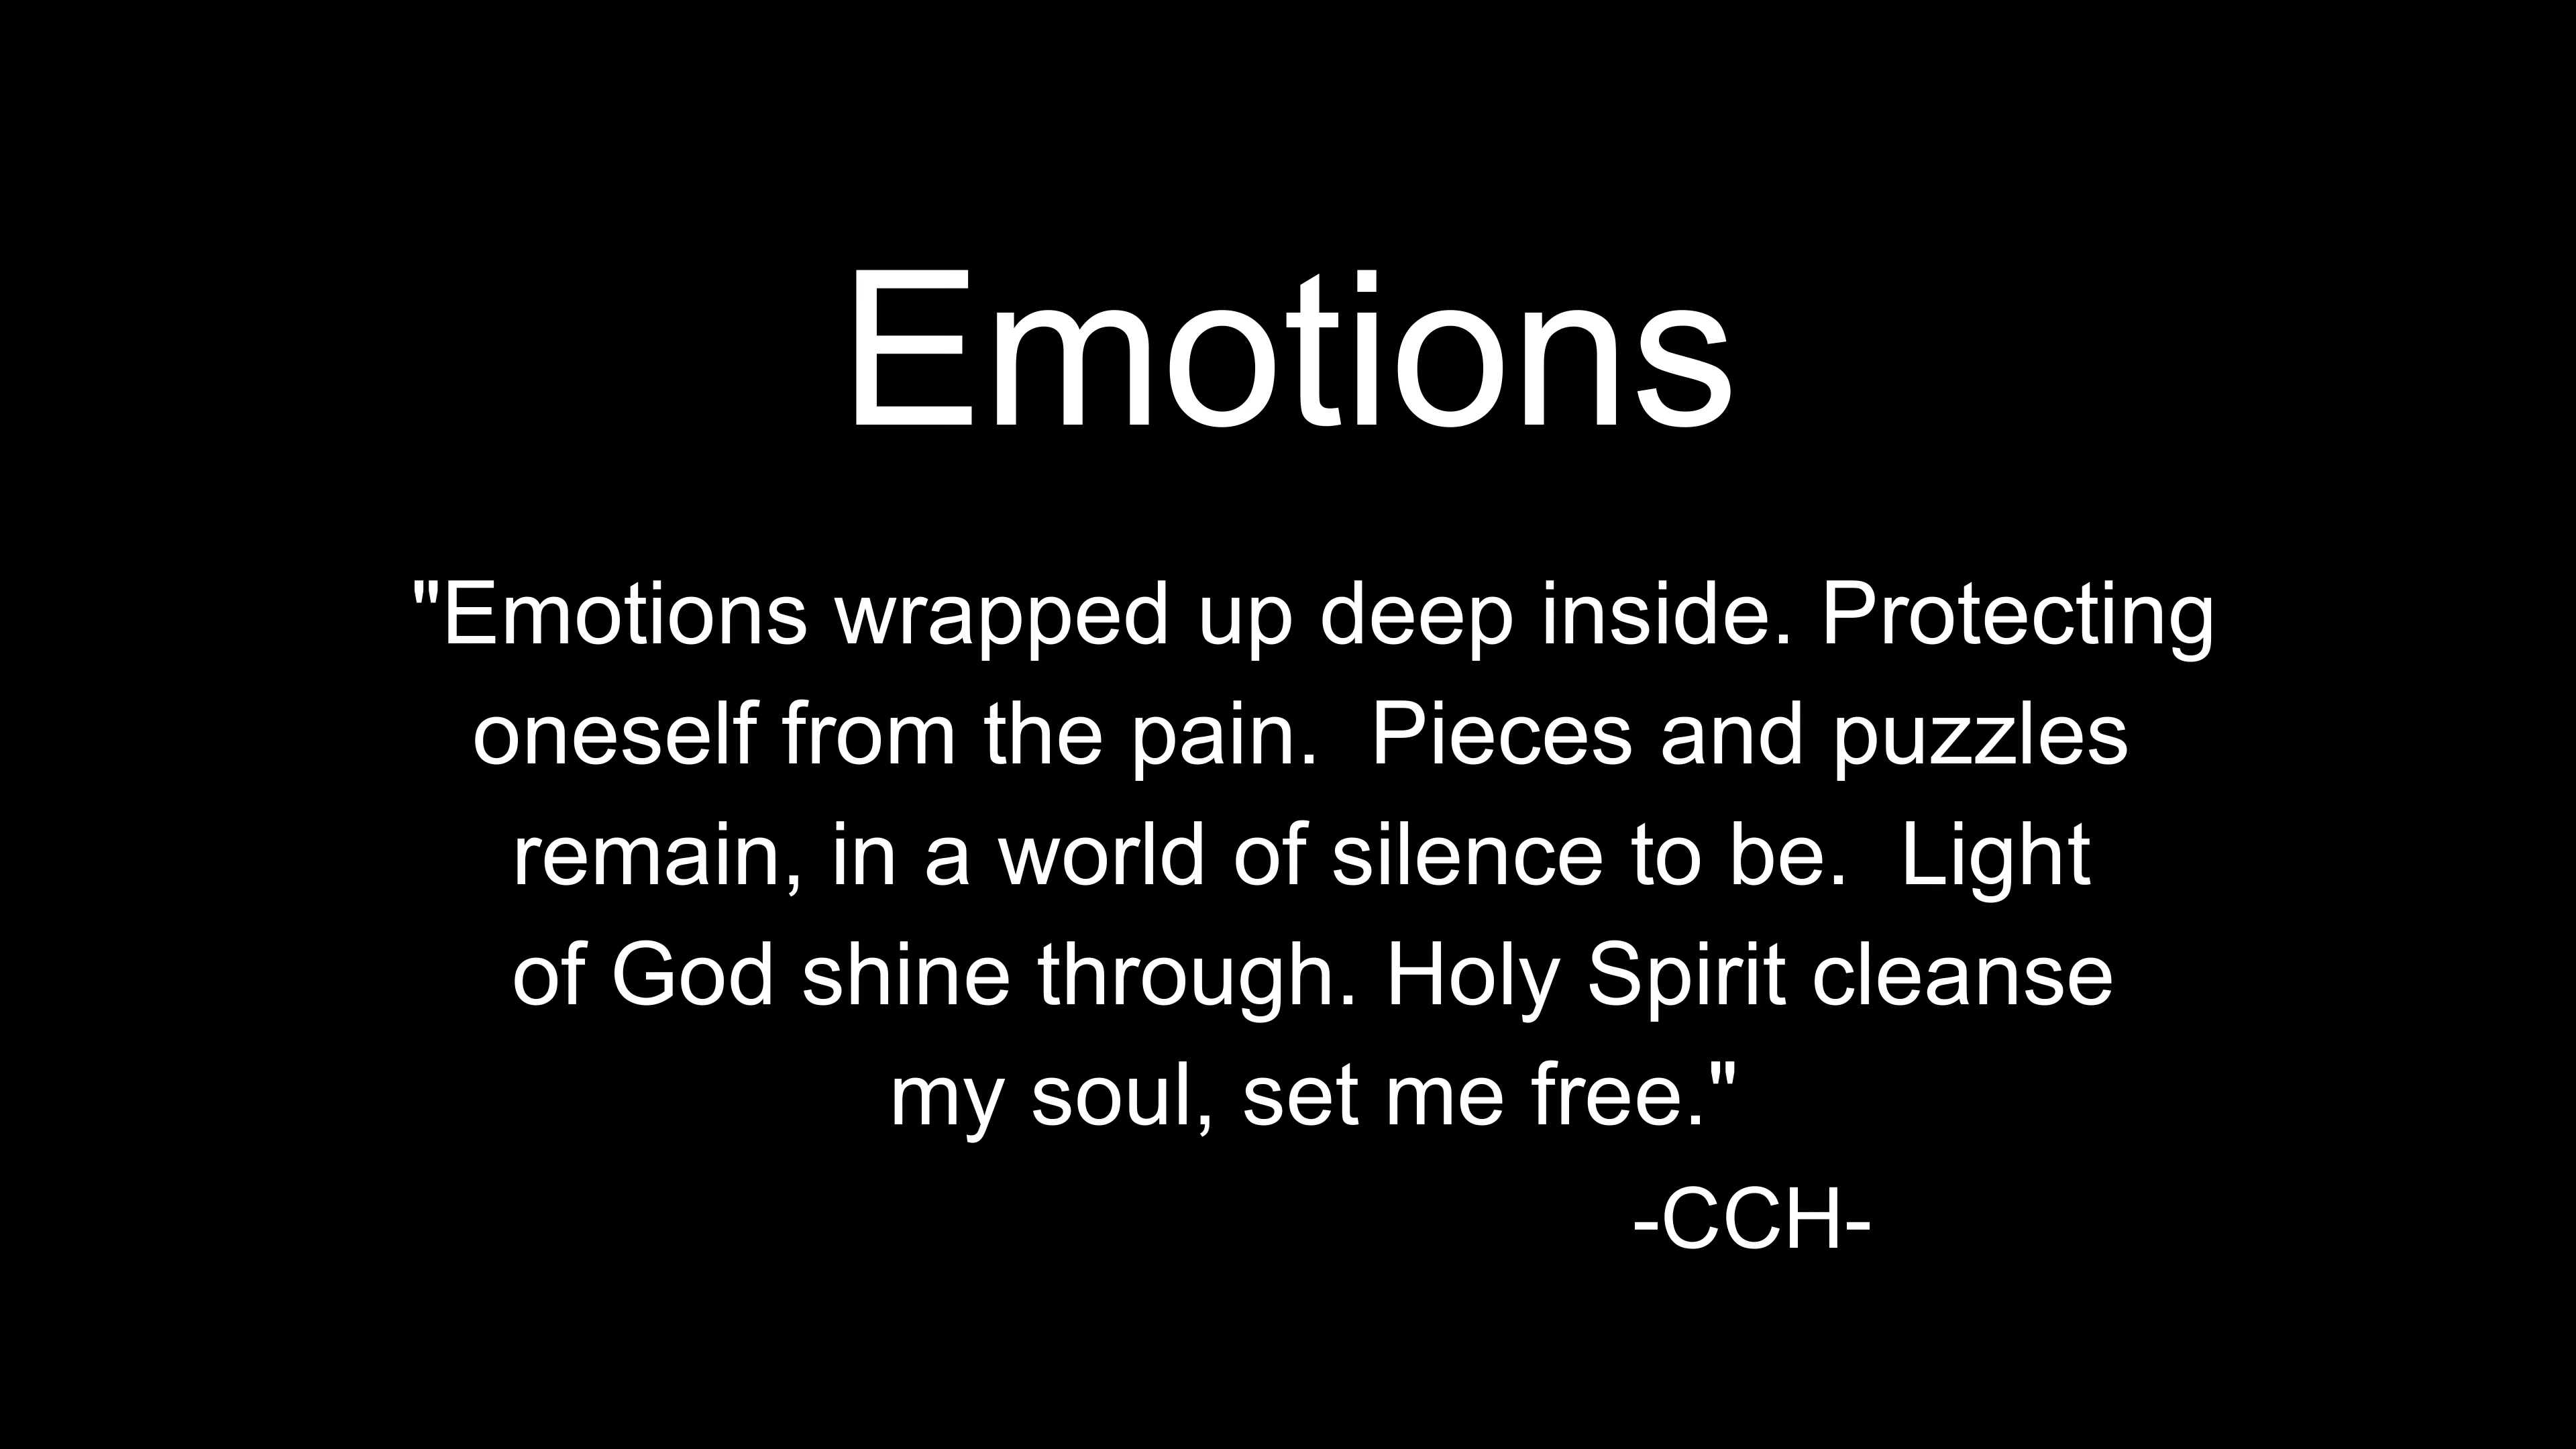 Emotions
"Emotions wrapped up deep inside. Protecting
oneself from the pain.  Pieces and puzzles
remain, in a world of silence to be.  Light
of God shine through. Holy Spirit cleanse
my soul, set me free."
-CCH-